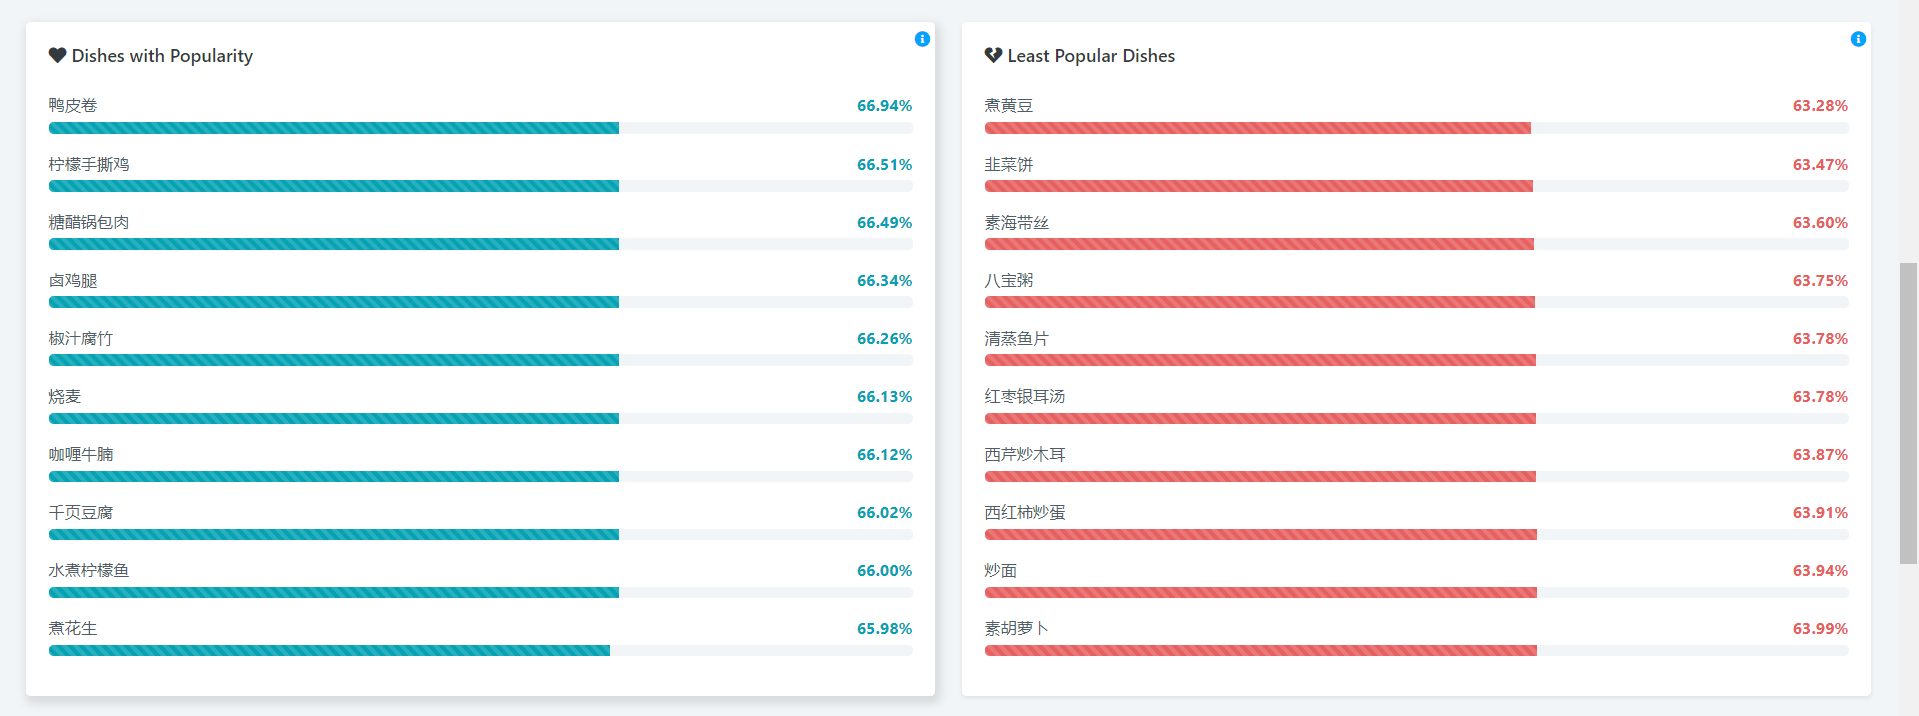 Dishes with Popularity
鸭皮卷 66.94%
柠檬手撕鸡 66.51%
糖醋锅包肉 66.49%
卤鸡腿 66.34%
椒汁腐竹 66.26%
烧麦 66.13%
咖喱牛腩 66.12%
千页豆腐 66.02%
水煮柠檬鱼 66.00%
煮花生 65.98%
Least Popular Dishes
煮黄豆 63.28%
韭菜饼 63.47%
素海带丝 63.60%
八宝粥 63.75%
清蒸鱼片 63.78%
红枣银耳汤 63.78%
西芹炒木耳 63.87%
西红柿炒蛋 63.91%
炒面 63.94%
素胡萝卜 63.99%